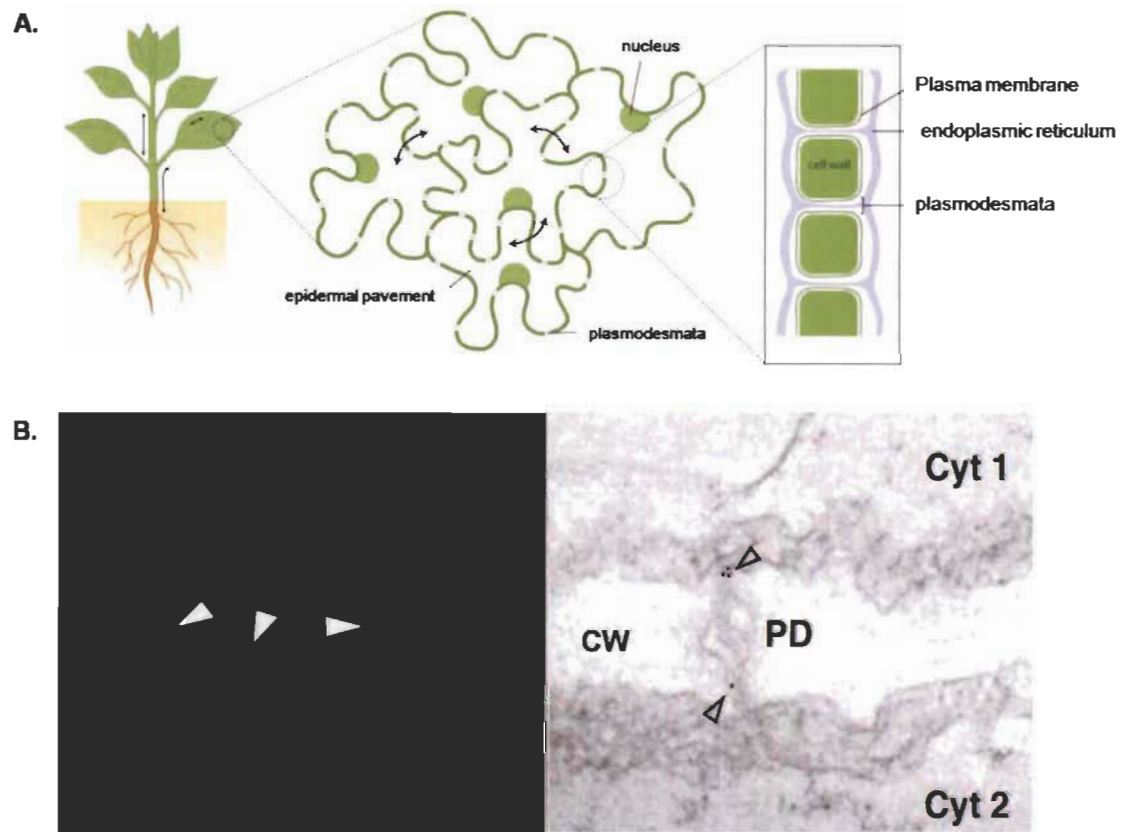 A.
nucleus
Plasma membrane
endoplasmic reticulum
cell wall
plasmodesmata
epidermal pavement
plasmodesmata
B.
Cyt 1
CW
PD
Cyt 2